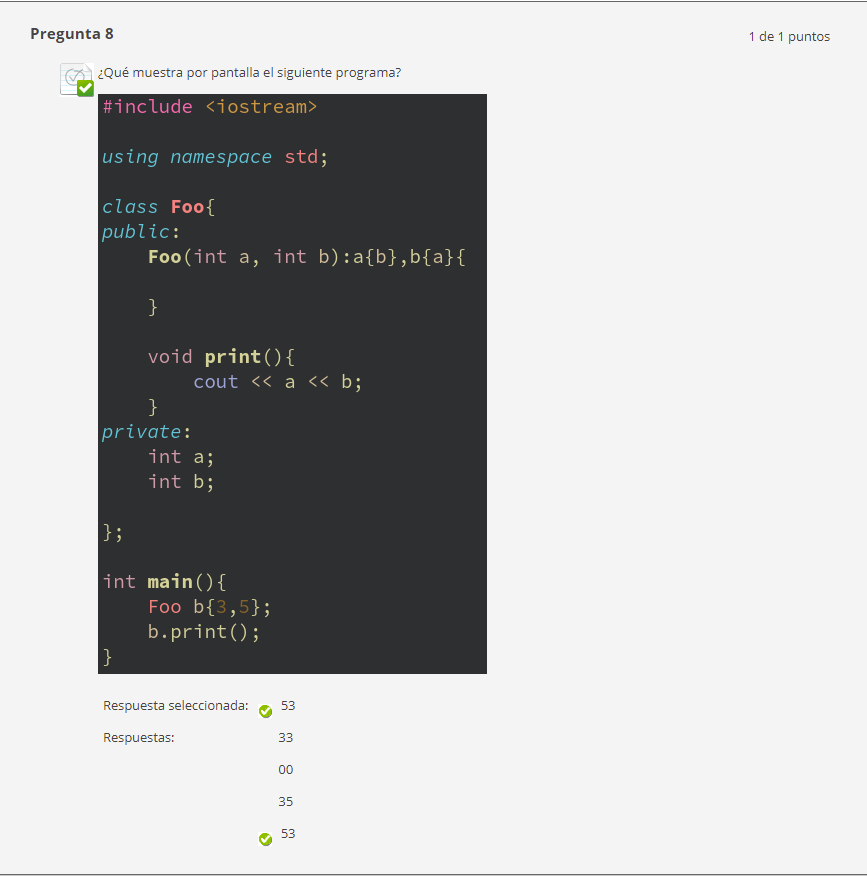 Pregunta 8
1 de 1 puntos
¿Qué muestra por pantalla el siguiente programa?
#include <iostream>
using namespace std;
class Foo{
public:
    Foo(int a, int b):a{b},b{a}{
    }
    void print(){
        cout << a << b;
    }
private:
    int a;
    int b;
};
int main(){
    Foo b{3,5};
    b.print();
}
Respuesta seleccionada: 53
Respuestas: 33
00
35
53